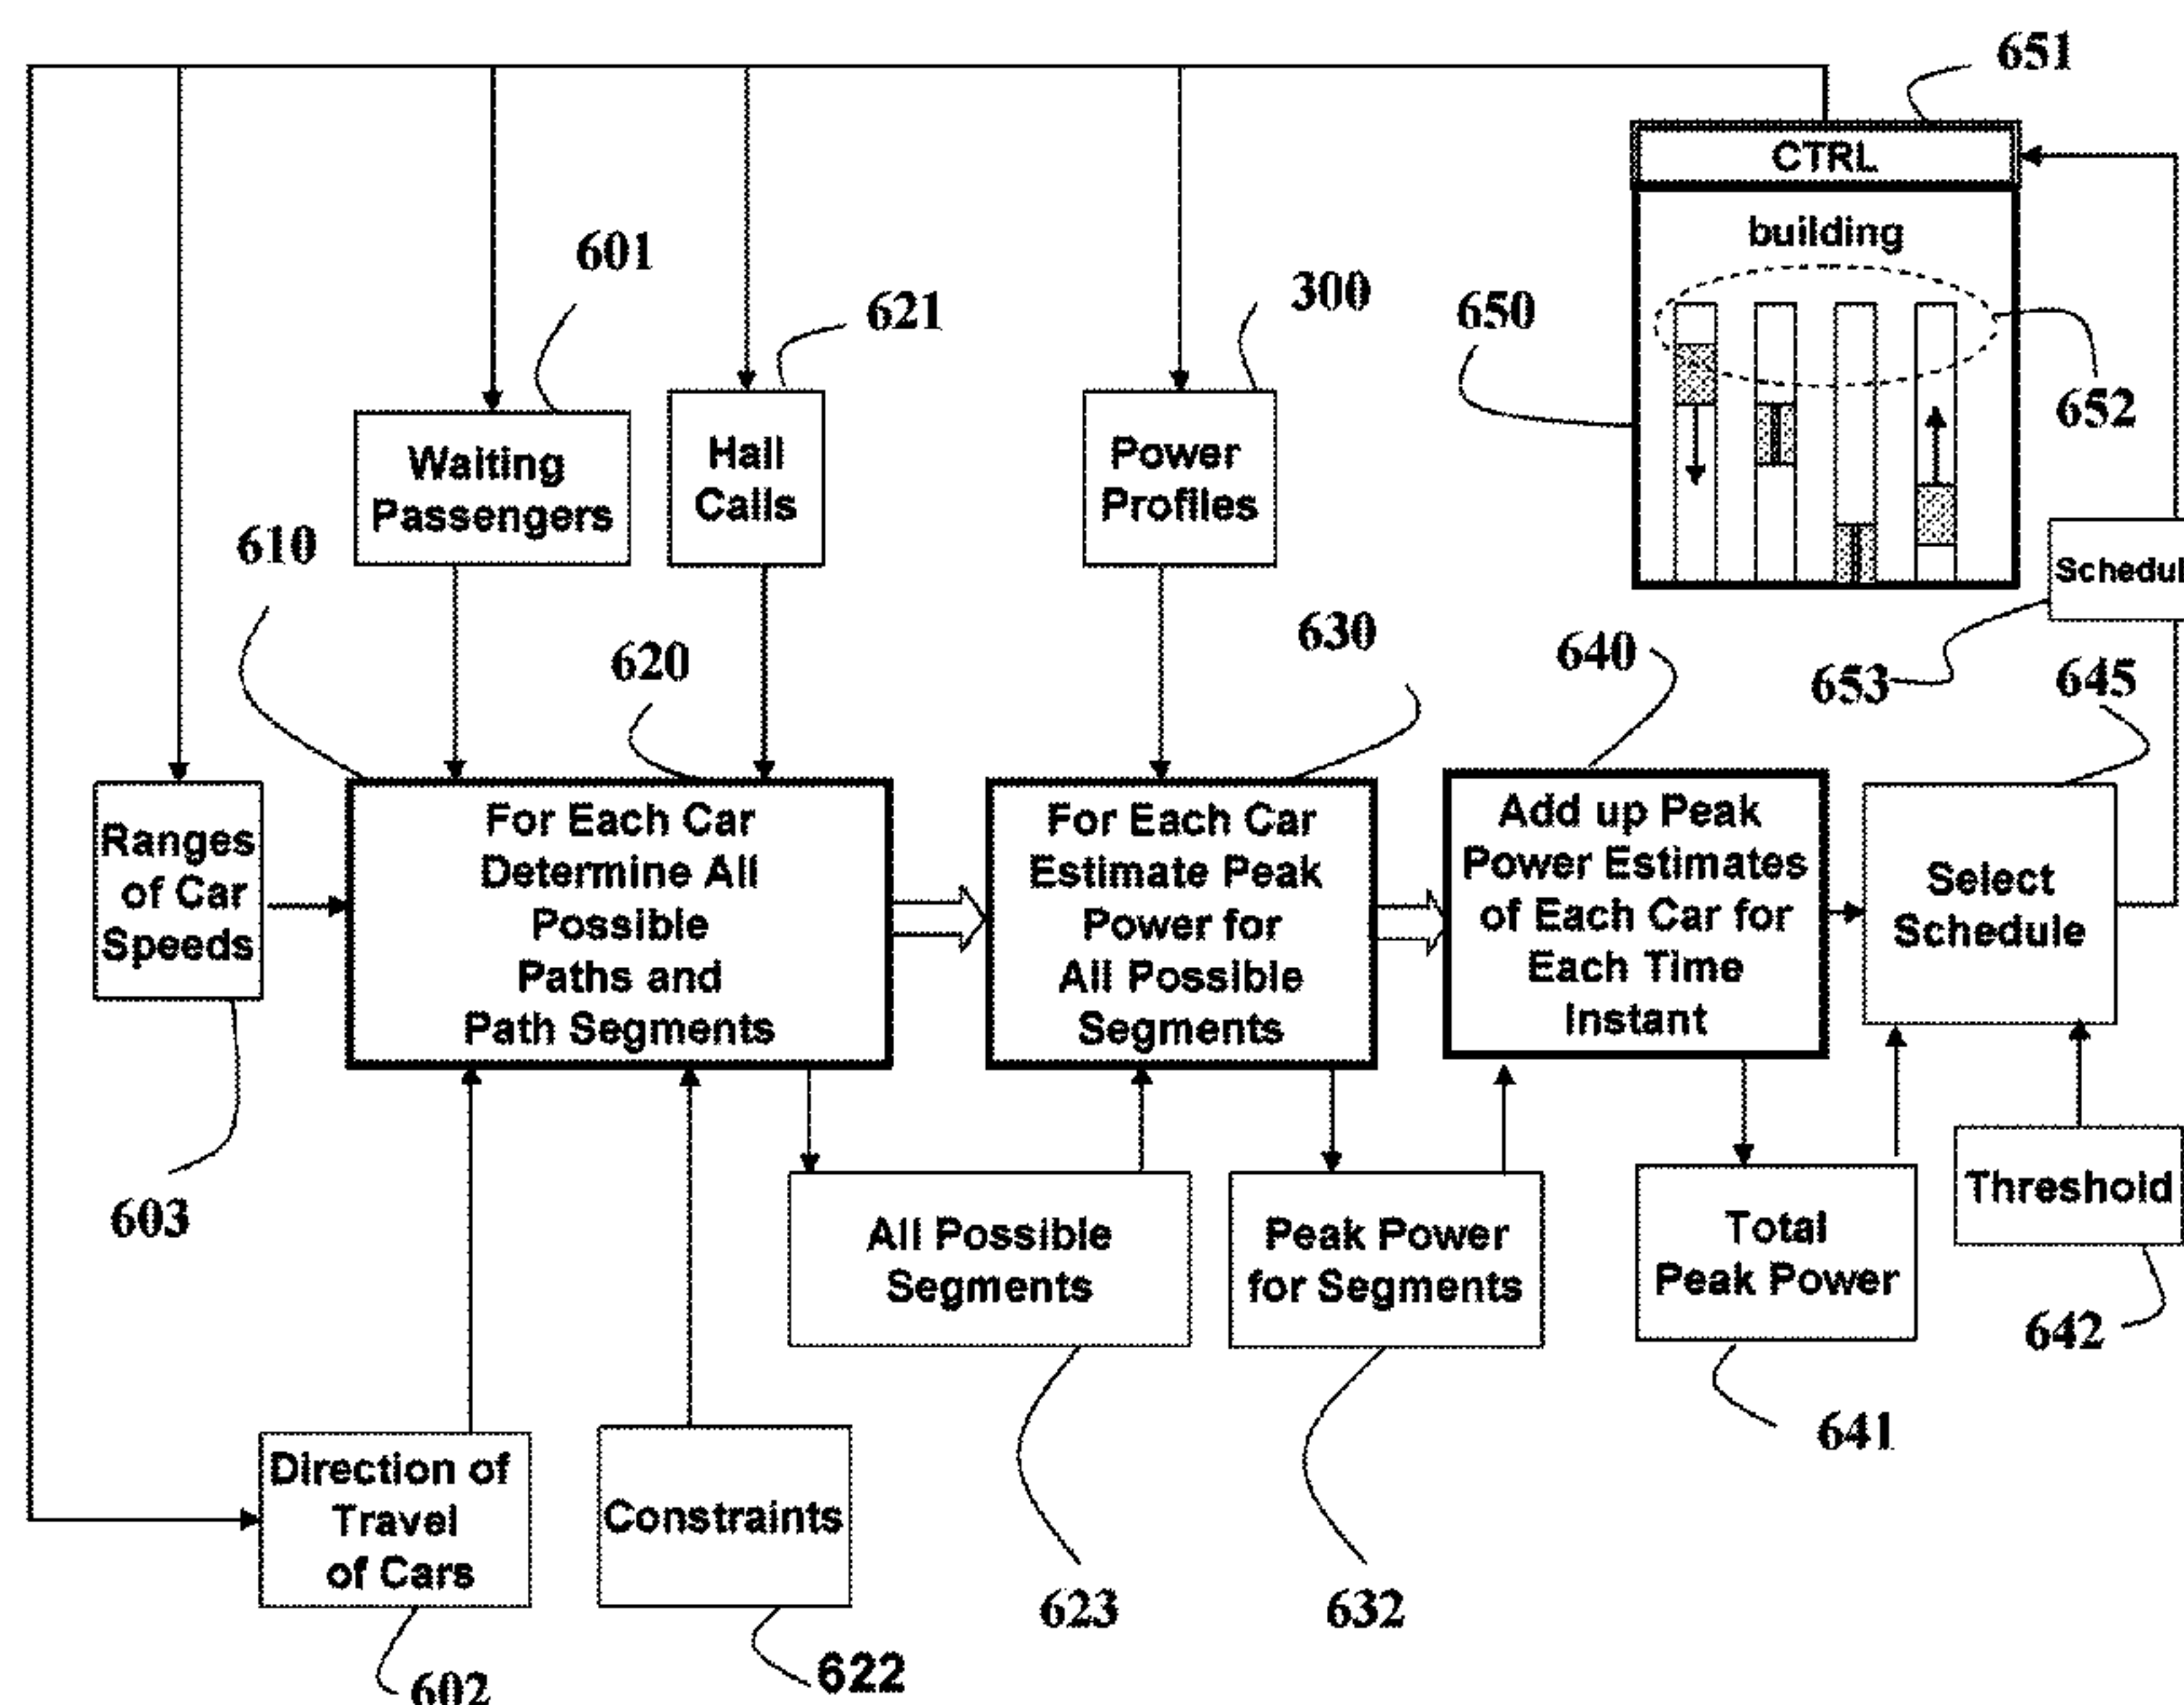 651
CTRL
building
601
621
300
650
652
Waiting
Passengers
Hall
Calls
Power
Profiles
610
620
630
640
653
645
Schedul
Ranges
of Car
Speeds
For Each Car
Determine All
Possible
Paths and
Path Segments
For Each Car
Estimate Peak
Power for
All Possible
Segments
Add up Peak
Power Estimates
of Each Car for
Each Time
Instant
Select
Schedule
603
All Possible
Segments
Peak Power
for Segments
Total
Peak Power
Threshold
642
641
Direction of
Travel
of Cars
Constraints
623
632
602
622